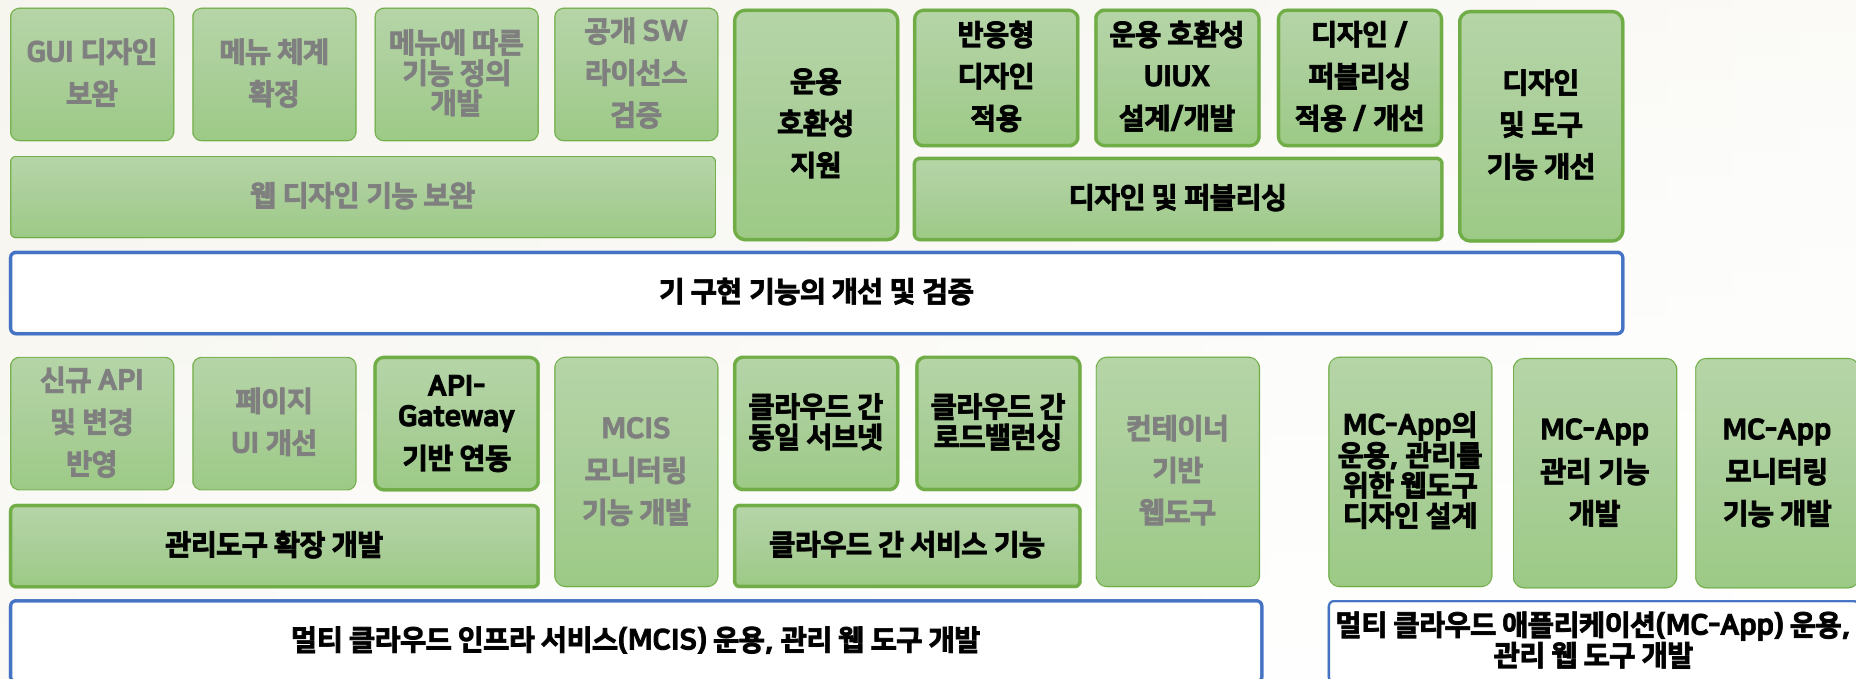 GUI 디자인
보완
메뉴 체계
확정
메뉴에 따른
기능 정의
개발
공개 SW
라이선스
검증
운용
호환성
지원
반응형
디자인
적용
운용 호환성
UIUX
설계/개발
디자인 /
퍼블리싱
적용 / 개선
디자인
및 도구
기능 개선
웹 디자인 기능 보완
디자인 및 퍼블리싱
기 구현 기능의 개선 및 검증
신규 API
및 변경
반영
페이지
UI 개선
API-
Gateway
기반 연동
MCIS
모니터링
기능 개발
클라우드 간
동일 서브넷
클라우드 간
로드밸런싱
컨테이너
기반
웹도구
MC-App의
운용, 관리를
위한 웹도구
디자인 설계
MC-App
관리 기능
개발
MC-App
모니터링
기능 개발
관리도구 확장 개발
클라우드 간 서비스 기능
멀티 클라우드 인프라 서비스(MCIS) 운용, 관리 웹 도구 개발
멀티 클라우드 애플리케이션(MC-App) 운용,
관리 웹 도구 개발